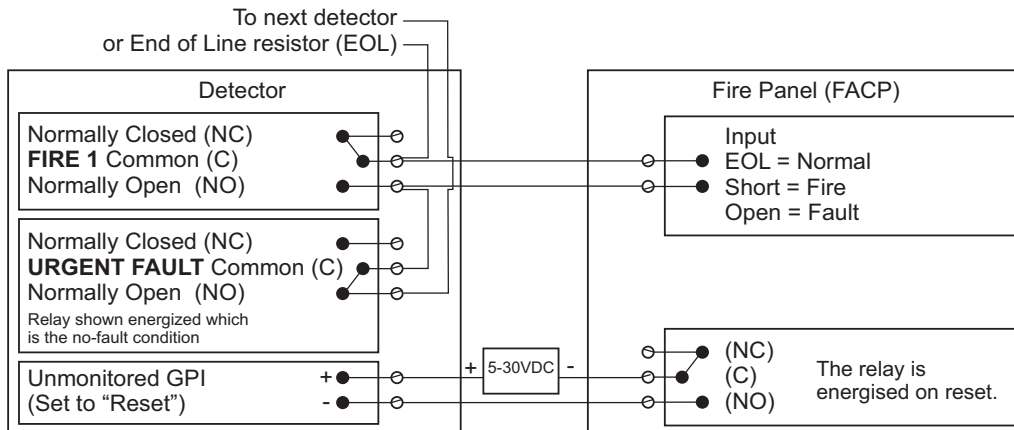 To next detector
or End of Line resistor (EOL)
Detector
Normally Closed (NC)
FIRE 1 Common (C)
Normally Open (NO)
Normally Closed (NC)
URGENT FAULT Common (C)
Normally Open (NO)
Relay shown energized which
is the no-fault condition
Unmonitored GPI
(Set to “Reset”)
+
-
+ 5-30VDC -
Fire Panel (FACP)
Input
EOL = Normal
Short = Fire
Open = Fault
(NC)
(C)
(NO)
The relay is
energised on reset.